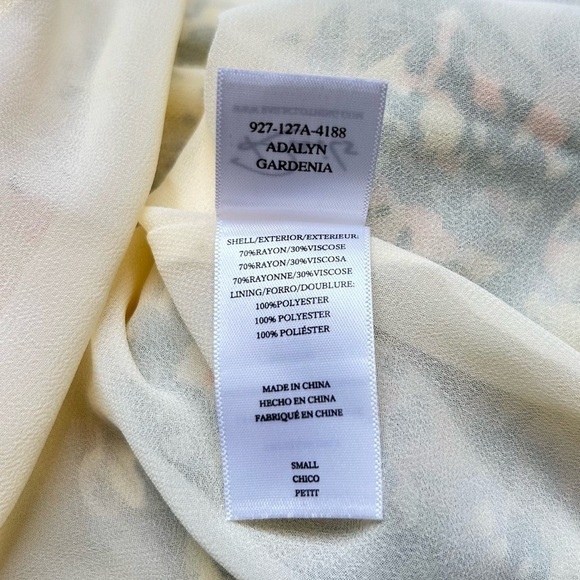 927-127A-4188
ADALYN
GARDENIA
SHELL/EXTERIOR/EXTERIEUR:
70%RAYON/30%VISCOSE
70%RAYON/30%VISCOSA
70%RAYONNE/30%VISCOSE
LINING/FORRO/DOUBLURE:
100%POLYESTER
100% POLYESTER
100% POLIÉSTER
MADE IN CHINA
HECHO EN CHINA
FABRIQUÉ EN CHINE
SMALL
CHICO
PETIT